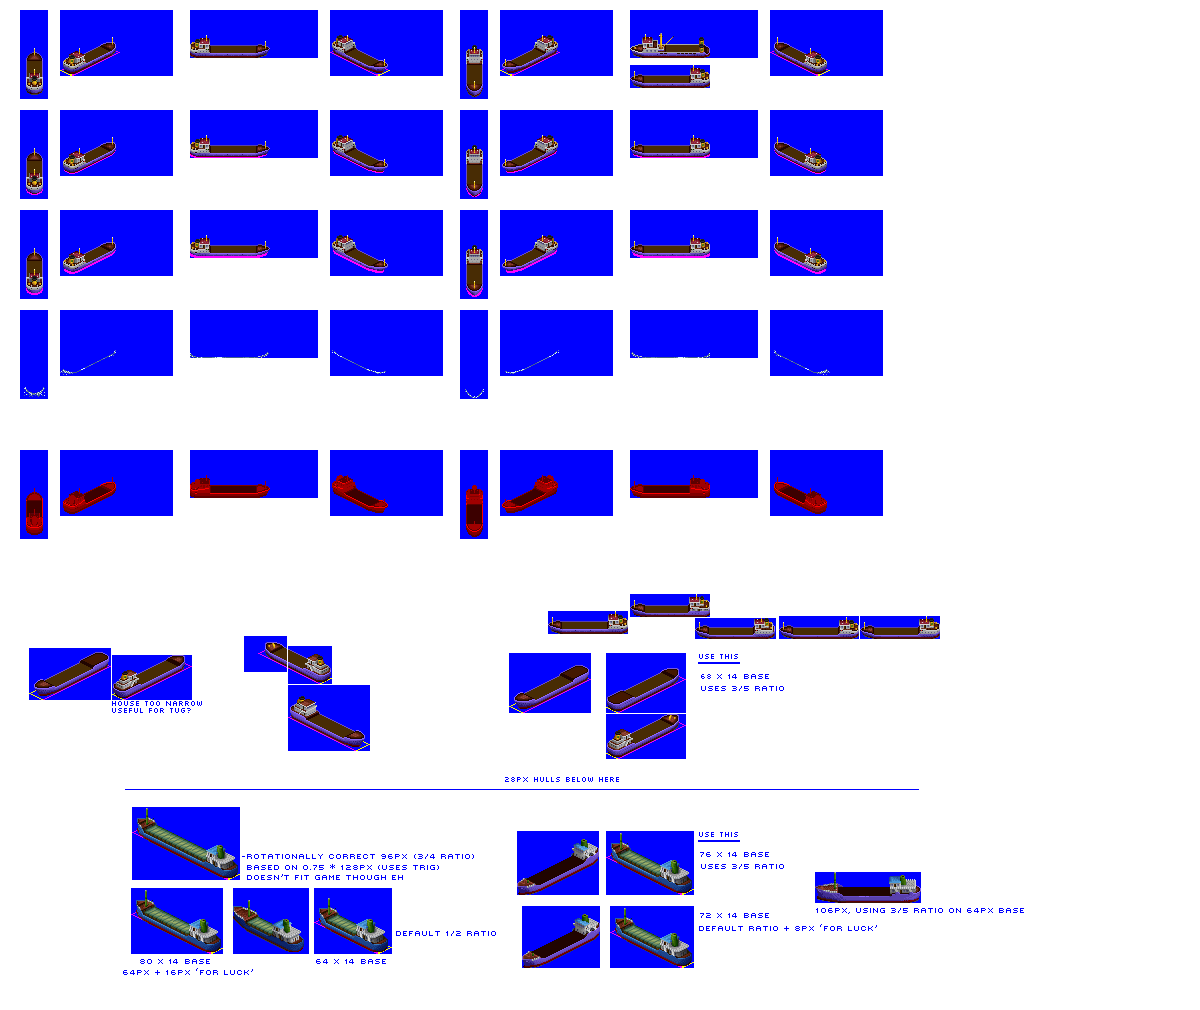 USE THIS
68 X 14 BASE
USES 3/5 RATIO
HOUSE TOO NARROW
USEFUL FOR TUG?
28PX HULLS BELOW HERE
USE THIS
-ROTATIONALLY CORRECT 96PX (3/4 RATIO)
BASED ON 0.75 * 128PX (USES TRIG)
DOESN'T FIT GAME THOUGH EH
76 X 14 BASE
USES 3/5 RATIO
106PX, USING 3/5 RATIO ON 64PX BASE
72 X 14 BASE
DEFAULT RATIO + 8PX 'FOR LUCK'
DEFAULT 1/2 RATIO
80 X 14 BASE
64PX + 16PX 'FOR LUCK'
64 X 14 BASE